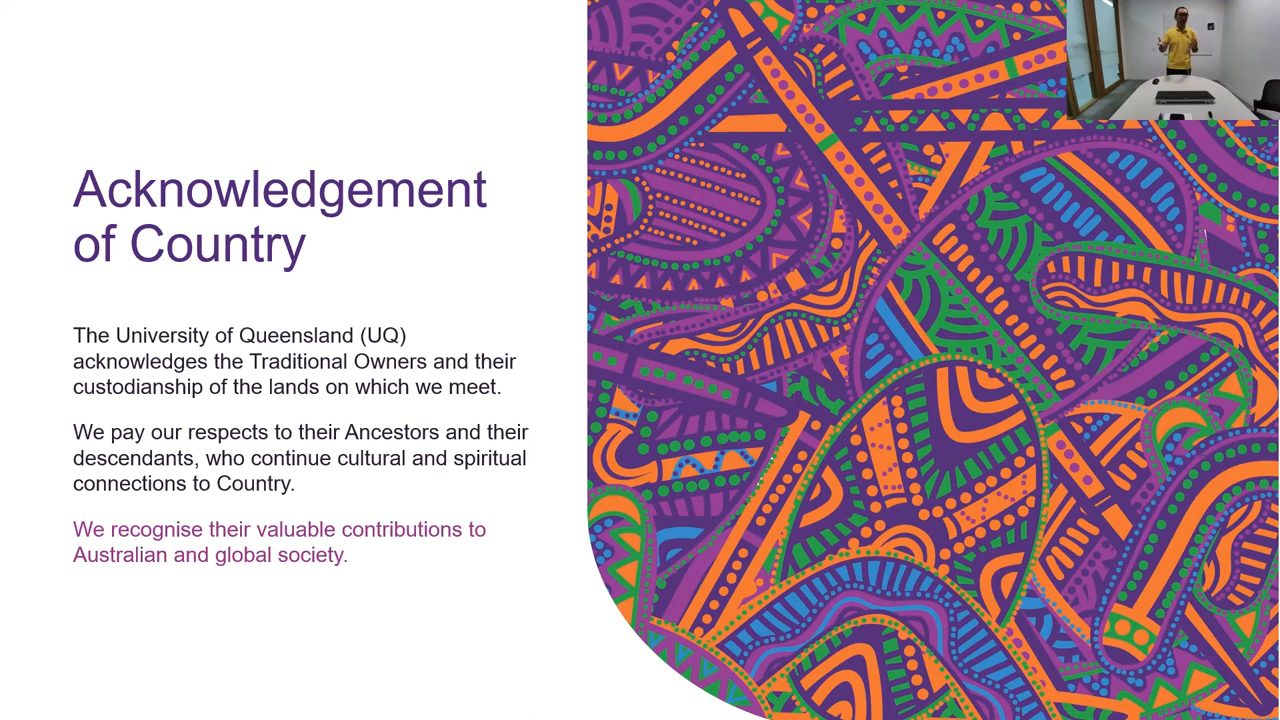 Acknowledgement
of Country
The University of Queensland (UQ)
acknowledges the Traditional Owners and their
custodianship of the lands on which we meet.
We pay our respects to their Ancestors and their
descendants, who continue cultural and spiritual
connections to Country.
We recognise their valuable contributions to
Australian and global society.